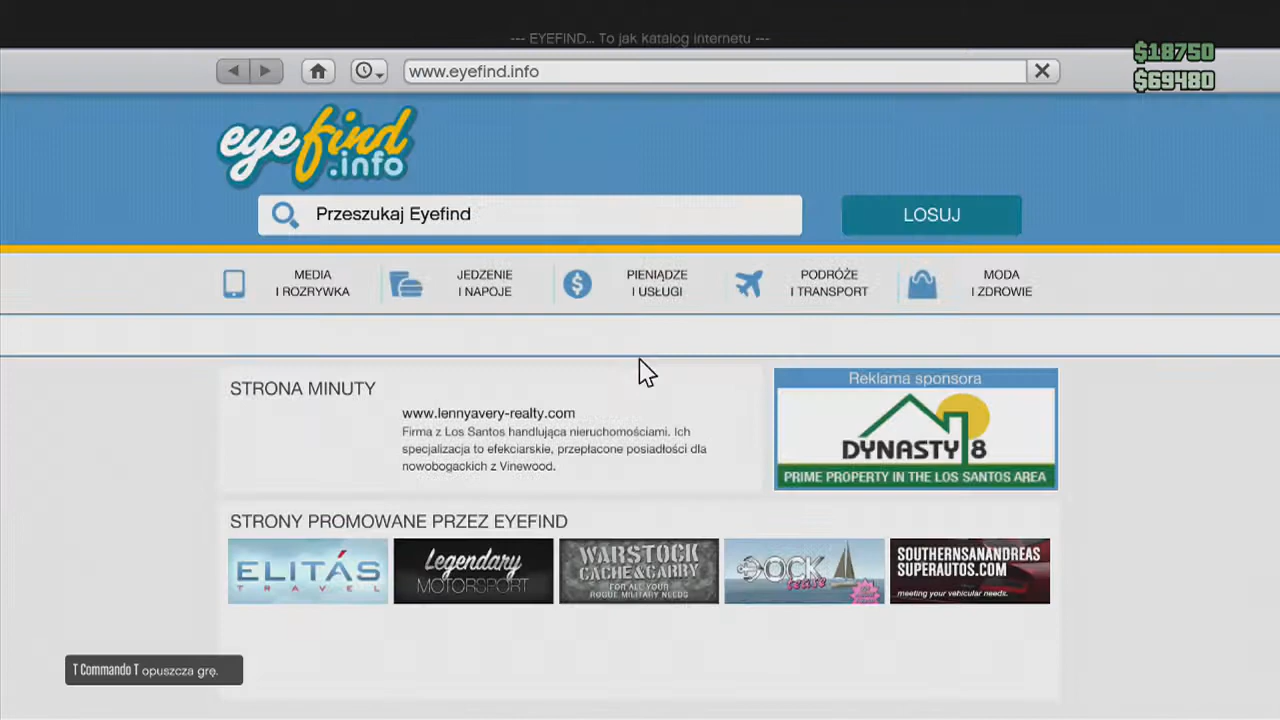 --- EYEFIND... To jak katalog internetu ---
$18750
$69480
www.eyefind.info
eyefind
.info
Przeszukaj Eyefind
LOSUJ
MEDIA
I ROZRYWKA
JEDZENIE
I NAPOJE
PIENIĄDZE
I USŁUGI
PODRÓŻE
I TRANSPORT
MODA
I ZDROWIE
STRONA MINUTY
www.lennyavery-realty.com
Firma z Los Santos handlująca nieruchomościami. Ich
specjalizacja to efekciarskie, przepłacone posiadłości dla
nowobogackich z Vinewood.
Reklama sponsora
DYNASTY 8
PRIME PROPERTY IN THE LOS SANTOS AREA
STRONY PROMOWANE PRZEZ EYEFIND
ELITÁS
TRAVEL
Legendary
MOTORSPORT
WARSTOCK
CACHE & CARRY
FOR ALL YOUR
ROGUE MILITARY NEEDS
DOCK
tease
SOUTHERNSANANDREAS
SUPERAUTOS.COM
meeting your vehicular needs.
T Commando T opuszcza grę.